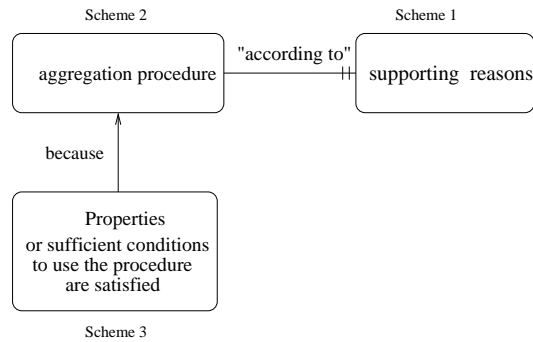 Scheme 2
Scheme 1
aggregation procedure
"according to"
supporting reasons
because
Properties
or sufficient conditions
to use the procedure
are satisfied
Scheme 3